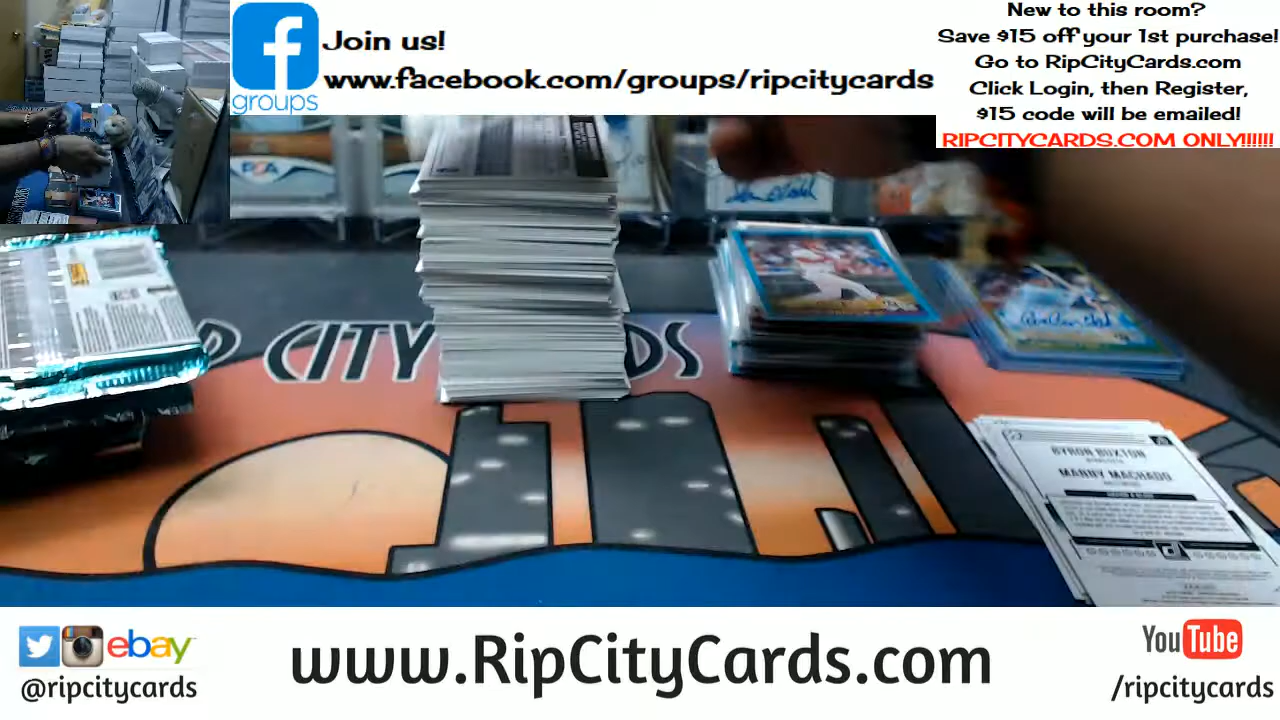 Join us!
www.facebook.com/groups/ripcitycards
groups
New to this room?
Save $15 off your 1st purchase!
Go to RipCityCards.com
Click Login, then Register,
$15 code will be emailed!
RIPCITYCARDS.COM ONLY!!!!!!
PSA
CITY
BYRON BUXTON
MANNY MACHADO
ebay
@ripcitycards
www.RipCityCards.com
YouTube
/ripcitycards